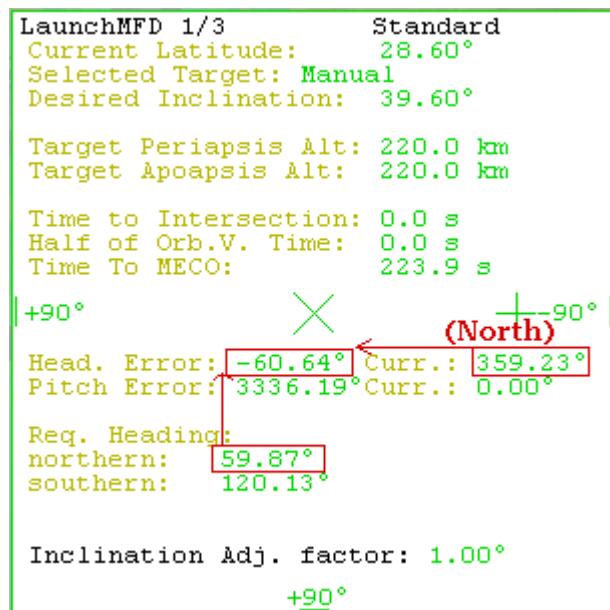 LaunchMFD 1/3 Standard
Current Latitude: 28.60°
Selected Target: Manual
Desired Inclination: 39.60°
Target Periapsis Alt: 220.0 km
Target Apoapsis Alt: 220.0 km
Time to Intersection: 0.0 s
Half of Orb.V. Time: 0.0 s
Time To MECO: 223.9 s
+90° -90°
(North)
Head. Error: -60.64° Curr.: 359.23°
Pitch Error: 3336.19° Curr.: 0.00°
Req. Heading:
northern: 59.87°
southern: 120.13°
Inclination Adj. factor: 1.00°
+90°